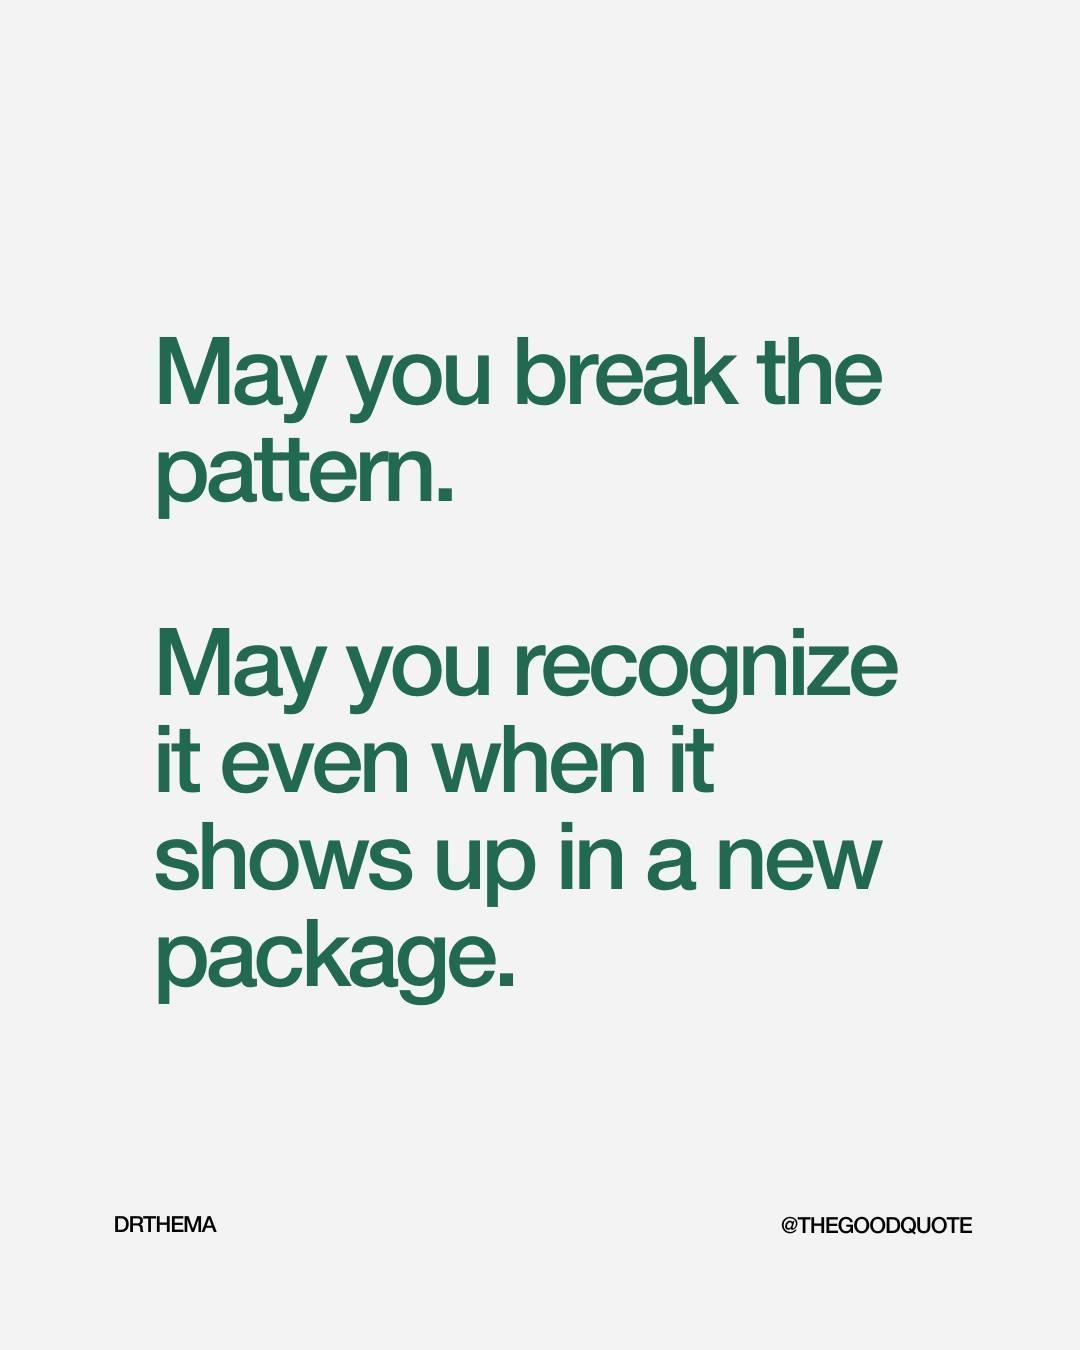 May you break the
pattern.
May you recognize
it even when it
shows up in a new
package.
DRTHEMA
@THEGOODQUOTE